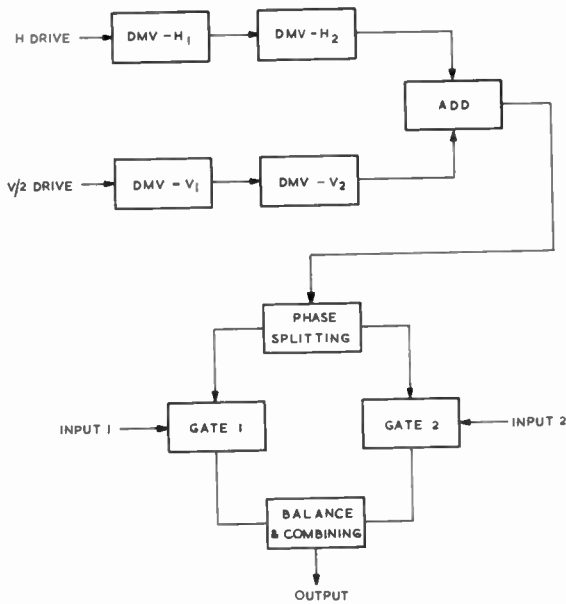 H DRIVE
DMV-H₁
DMV-H₂
ADD
V/2 DRIVE
DMV – V₁
DMV – V₂
PHASE
SPLITTING
INPUT 1
GATE 1
GATE 2
INPUT 2
BALANCE
& COMBINING
OUTPUT